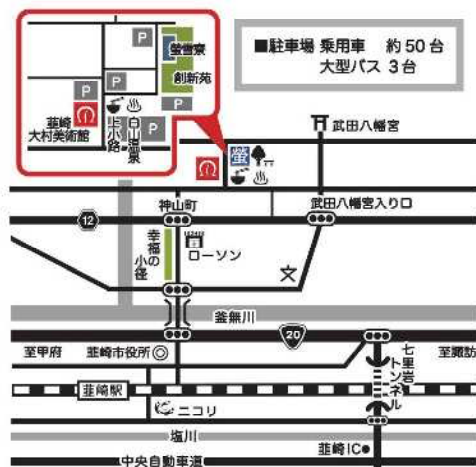 ■駐車場 乗用車 約50台
大型バス 3台
P
P
螢雪寮
P
創新苑
P
P
韮崎
大村美術館
上小路
白山温泉
P
螢
武田八幡宮
神山町
武田八幡宮入り口
12
幸福の
小径
ローソン
文
釜無川
20
至甲府
韮崎市役所◎
七里岩
トンネル
至諏訪
韮崎駅
ニコリ
塩川
韮崎IC
中央自動車道